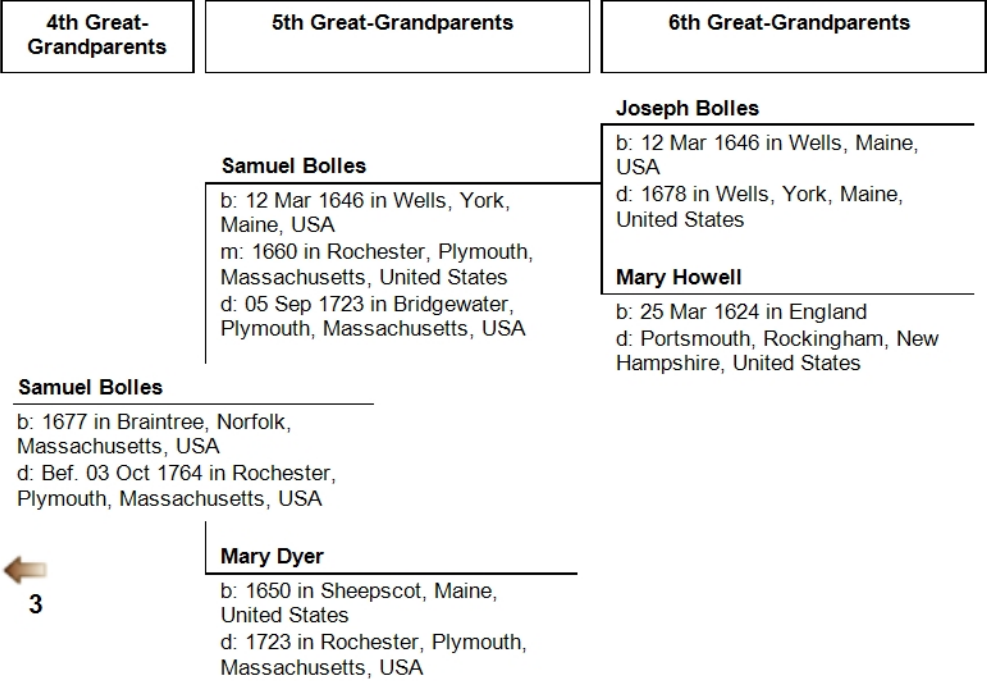 4th Great-
Grandparents
5th Great-Grandparents
6th Great-Grandparents
Joseph Bolles
b: 12 Mar 1646 in Wells, Maine,
USA
d: 1678 in Wells, York, Maine,
United States
Samuel Bolles
b: 12 Mar 1646 in Wells, York,
Maine, USA
m: 1660 in Rochester, Plymouth,
Massachusetts, United States
d: 05 Sep 1723 in Bridgewater,
Plymouth, Massachusetts, USA
Mary Howell
b: 25 Mar 1624 in England
d: Portsmouth, Rockingham, New
Hampshire, United States
Samuel Bolles
b: 1677 in Braintree, Norfolk,
Massachusetts, USA
d: Bef. 03 Oct 1764 in Rochester,
Plymouth, Massachusetts, USA
Mary Dyer
b: 1650 in Sheepscot, Maine,
United States
d: 1723 in Rochester, Plymouth,
Massachusetts, USA
3